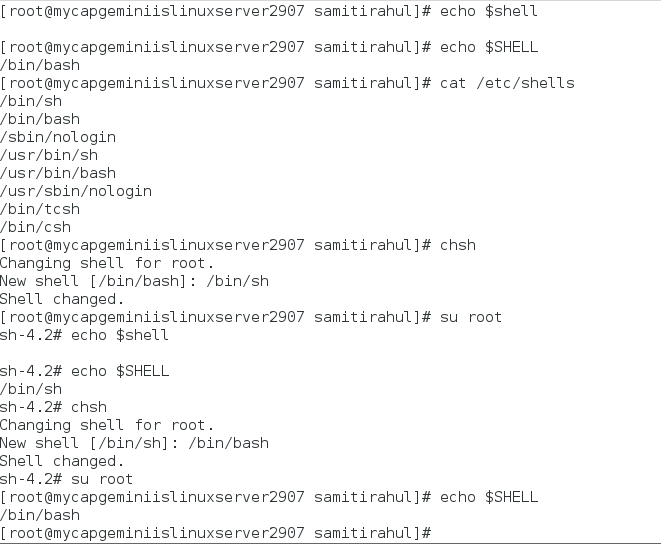 [root@mycapgeminiislinuxserver2907 samitirahul]# echo $shell

[root@mycapgeminiislinuxserver2907 samitirahul]# echo $SHELL
/bin/bash
[root@mycapgeminiislinuxserver2907 samitirahul]# cat /etc/shells
/bin/sh
/bin/bash
/sbin/nologin
/usr/bin/sh
/usr/bin/bash
/usr/sbin/nologin
/bin/tcsh
/bin/csh
[root@mycapgeminiislinuxserver2907 samitirahul]# chsh
Changing shell for root.
New shell [/bin/bash]: /bin/sh
Shell changed.
[root@mycapgeminiislinuxserver2907 samitirahul]# su root
sh-4.2# echo $shell

sh-4.2# echo $SHELL
/bin/sh
sh-4.2# chsh
Changing shell for root.
New shell [/bin/sh]: /bin/bash
Shell changed.
sh-4.2# su root
[root@mycapgeminiislinuxserver2907 samitirahul]# echo $SHELL
/bin/bash
[root@mycapgeminiislinuxserver2907 samitirahul]#